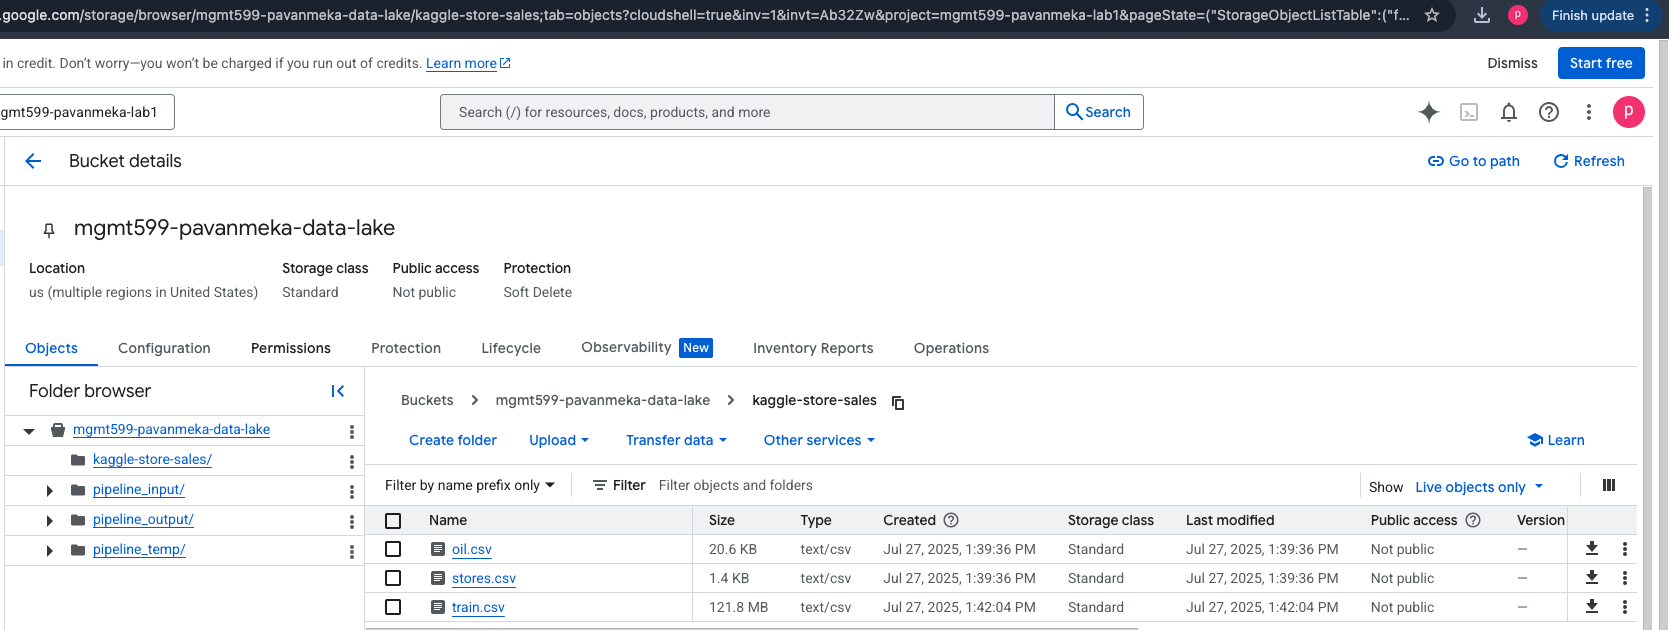 .google.com/storage/browser/mgmt599-pavanmeka-data-lake/kaggle-store-sales;tab=objects?cloudshell=true&inv=1&invt=Ab32Zw&project=mgmt599-pavanmeka-lab1&pageState=("StorageObjectListTable":("f... P Finish update
in credit. Don't worry—you won't be charged if you run out of credits. Learn more Dismiss Start free
gmt599-pavanmeka-lab1 Search (/) for resources, docs, products, and more Search P
Bucket details Go to path Refresh
mgmt599-pavanmeka-data-lake
Location Storage class Public access Protection
us (multiple regions in United States) Standard Not public Soft Delete
Objects Configuration Permissions Protection Lifecycle Observability New Inventory Reports Operations
Folder browser
Buckets > mgmt599-pavanmeka-data-lake > kaggle-store-sales
mgmt599-pavanmeka-data-lake
kaggle-store-sales/
pipeline_input/
pipeline_output/
pipeline_temp/
Create folder Upload Transfer data Other services Learn
Filter by name prefix only Filter Filter objects and folders Show Live objects only
Name Size Type Created Storage class Last modified Public access Version
oil.csv 20.6 KB text/csv Jul 27, 2025, 1:39:36 PM Standard Jul 27, 2025, 1:39:36 PM Not public —
stores.csv 1.4 KB text/csv Jul 27, 2025, 1:39:36 PM Standard Jul 27, 2025, 1:39:36 PM Not public —
train.csv 121.8 MB text/csv Jul 27, 2025, 1:42:04 PM Standard Jul 27, 2025, 1:42:04 PM Not public —